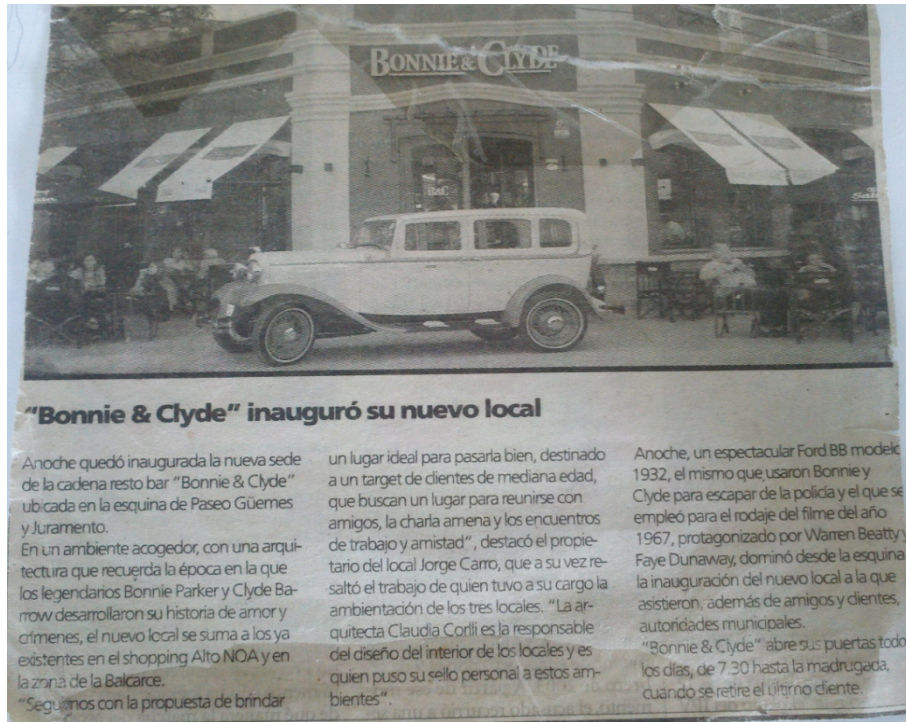 BONNIE & CLYDE
B&C
"Bonnie & Clyde" inauguró su nuevo local
Anoche quedó inaugurada la nueva sede
de la cadena resto bar "Bonnie & Clyde"
ubicada en la esquina de Paseo Güemes
y Juramento.
En un ambiente acogedor, con una arqui-
tectura que recuerda la época en la que
los legendarios Bonnie Parker y Clyde Ba-
rrow desarrollaron su historia de amor y
crímenes, el nuevo local se suma a los ya
existentes en el shopping Alto NOA y en
la zona de la Balcarce.
"Seguimos con la propuesta de brindar
un lugar ideal para pasarla bien, destinado
a un target de clientes de mediana edad,
que buscan un lugar para reunirse con
amigos, la charla amena y los encuentros
de trabajo y amistad", destacó el propie-
tario del local Jorge Carro, que a su vez re-
saltó el trabajo de quien tuvo a su cargo la
ambientación de los tres locales. "La ar-
quitecta Claudia Corlli es la responsable
del diseño del interior de los locales y es
quien puso su sello personal a estos am-
bientes".
Anoche, un espectacular Ford BB modelo
1932, el mismo que usaron Bonnie y
Clyde para escapar de la policía y el que se
empleó para el rodaje del filme del año
1967, protagonizado por Warren Beatty y
Faye Dunaway, dominó desde la esquina
la inauguración del nuevo local a la que
asistieron, además de amigos y clientes,
autoridades municipales.
"Bonnie & Clyde" abre sus puertas todo
los días, de 7.30 hasta la madrugada,
cuando se retire el último cliente.